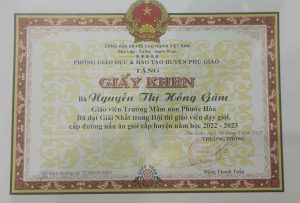 CỘNG HÒA XÃ HỘI CHỦ NGHĨA VIỆT NAM
Độc Lập - Tự Do - Hạnh Phúc
PHÒNG GIÁO DỤC & ĐÀO TẠO HUYỆN PHÚ GIÁO
TẶNG
GIẤY KHEN
Bà Nguyễn Thị Hồng Gấm
Giáo viên Trường Mầm non Phước Hòa
Đã đạt Giải Nhất trong Hội thi giáo viên dạy giỏi,
cấp dưỡng nấu ăn giỏi cấp huyện năm học 2022 - 2023
Phú Giáo, ngày
TRƯỞNG PHÒNG